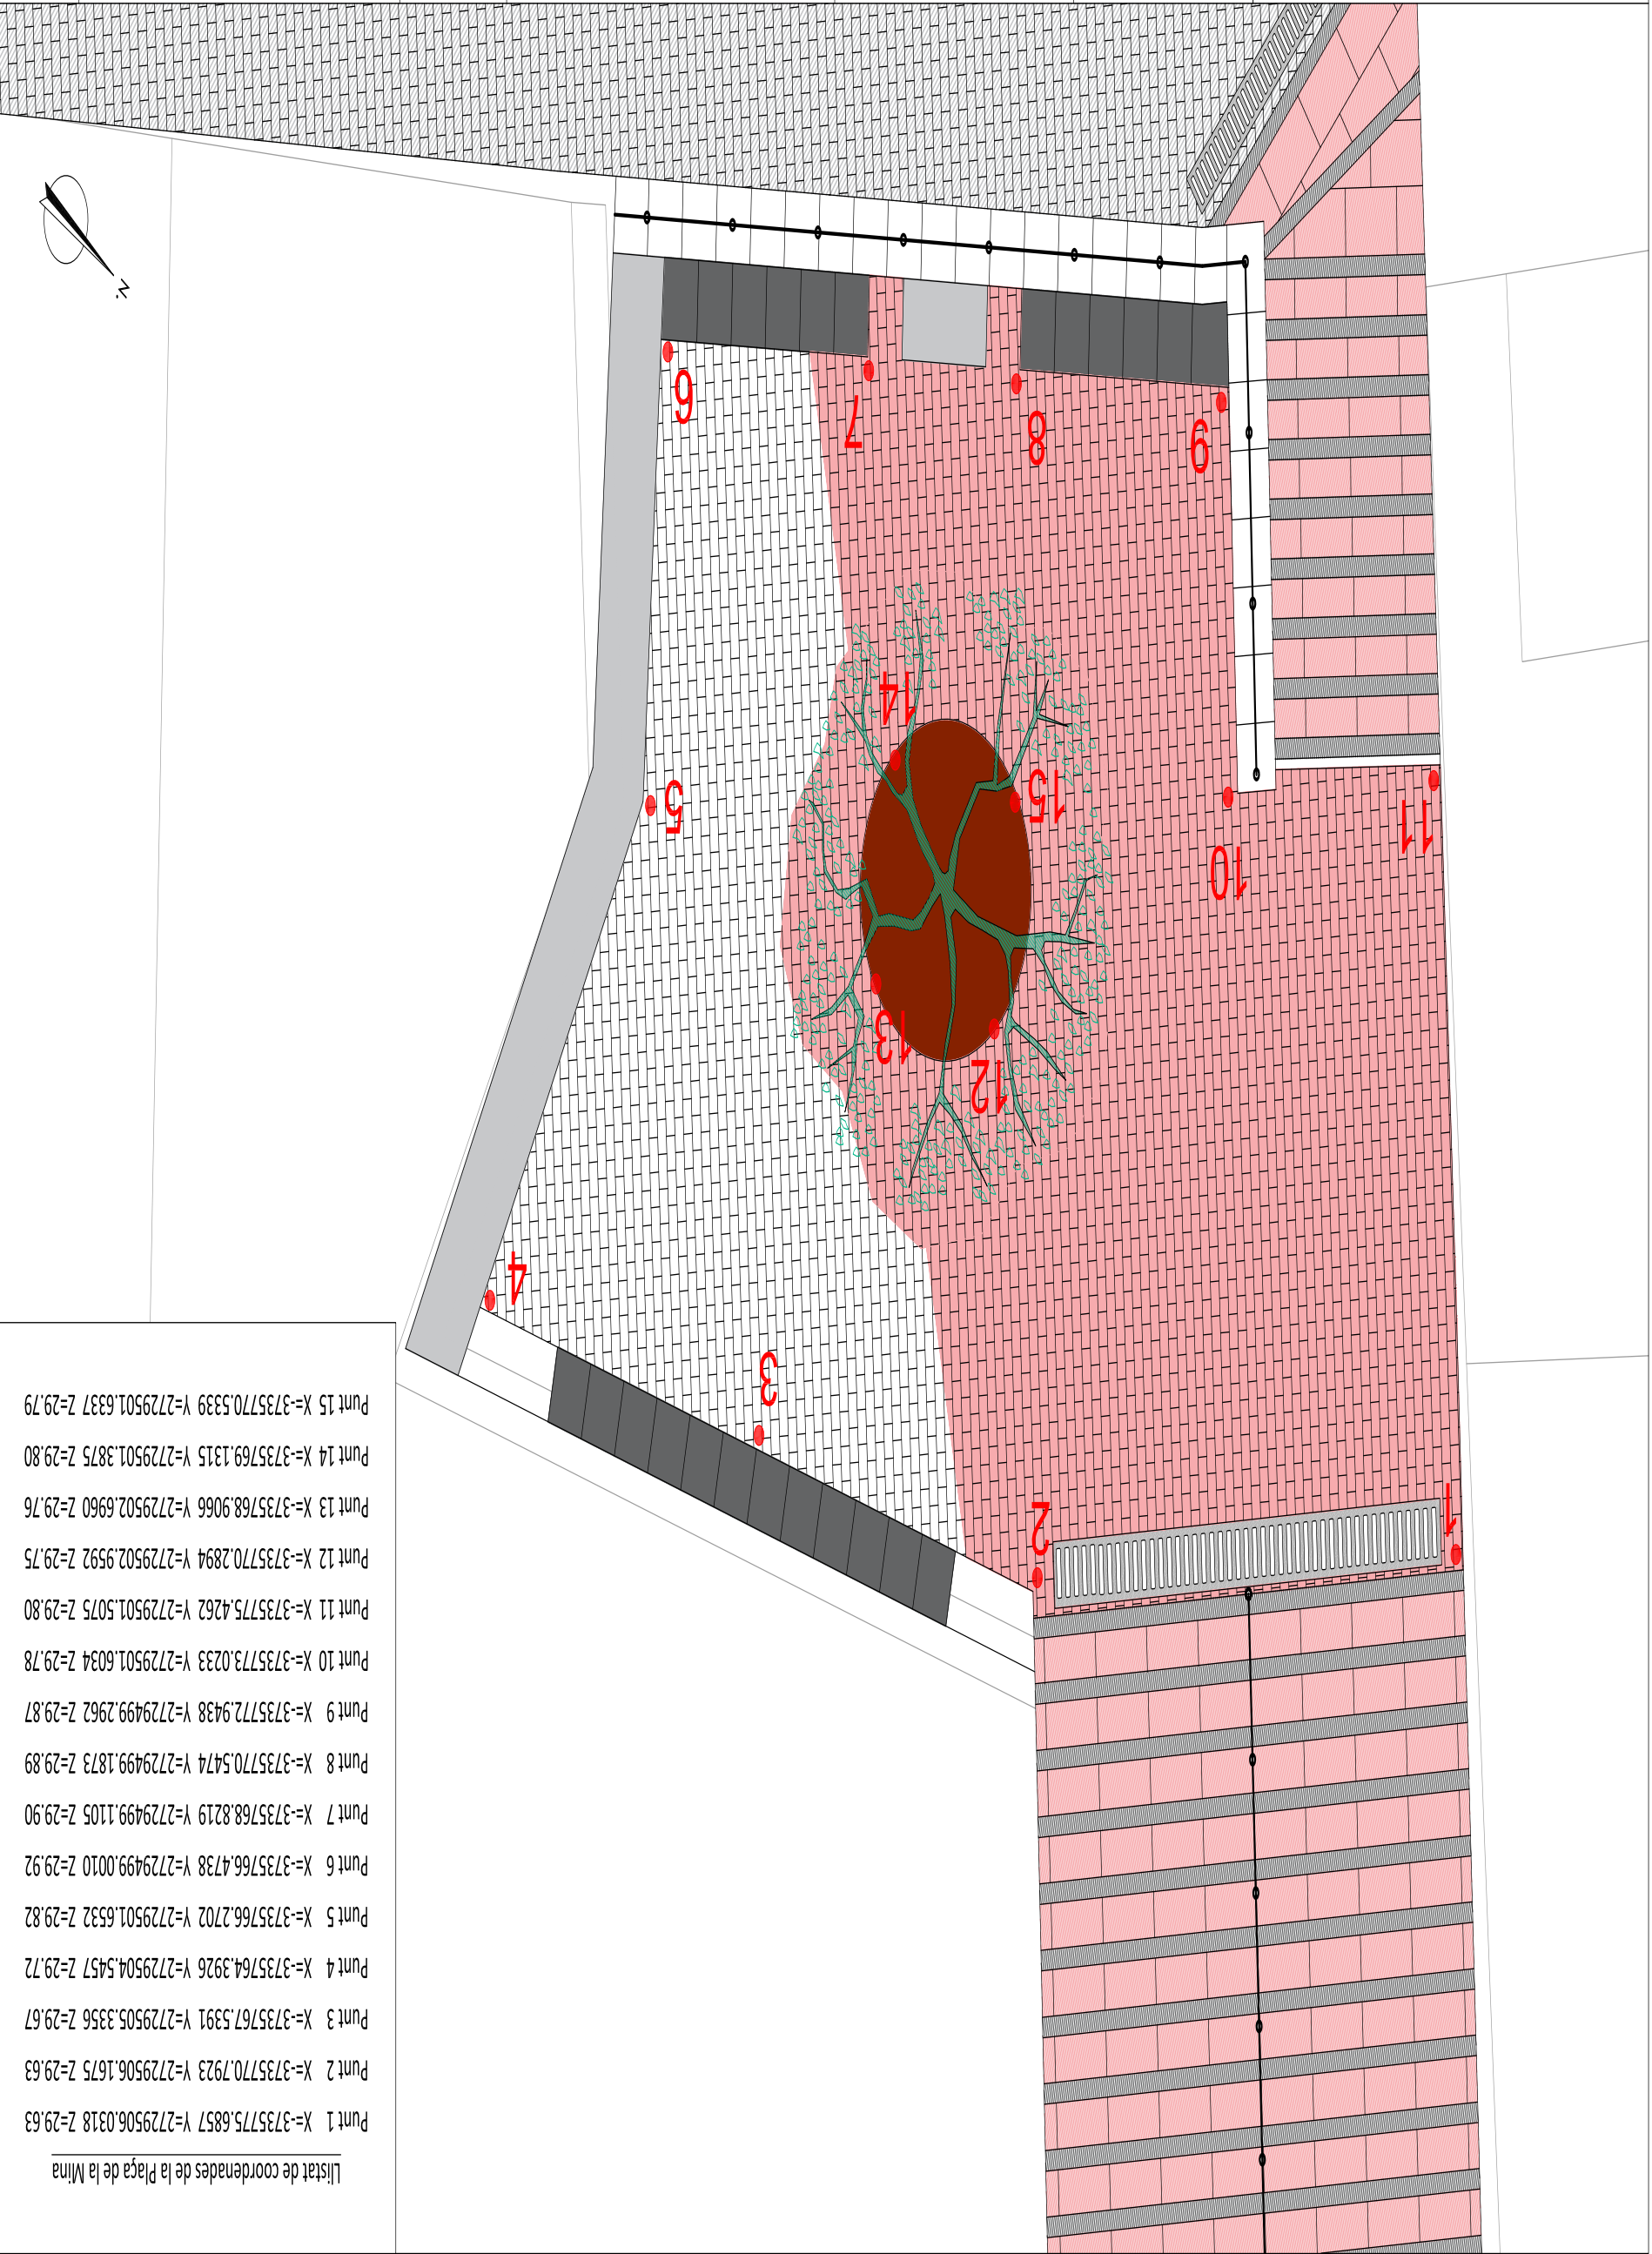 Llistat de coordenades de la Plaça de la Mina
Punt 1 X=-3735775.6857 Y=2729506.0318 Z=29.63
Punt 2 X=-3735770.7923 Y=2729506.1675 Z=29.63
Punt 3 X=-3735767.5391 Y=2729505.3356 Z=29.67
Punt 4 X=-3735764.3926 Y=2729504.5457 Z=29.72
Punt 5 X=-3735766.2702 Y=2729501.6532 Z=29.82
Punt 6 X=-3735766.4738 Y=2729499.0010 Z=29.92
Punt 7 X=-3735768.8219 Y=2729499.1105 Z=29.90
Punt 8 X=-3735770.5474 Y=2729499.1873 Z=29.89
Punt 9 X=-3735772.9438 Y=2729499.2962 Z=29.87
Punt 10 X=-3735773.0233 Y=2729501.6034 Z=29.78
Punt 11 X=-3735775.4262 Y=2729501.5075 Z=29.80
Punt 12 X=-3735770.2894 Y=2729502.9592 Z=29.75
Punt 13 X=-3735768.9066 Y=2729502.6960 Z=29.76
Punt 14 X=-3735769.1315 Y=2729501.3875 Z=29.80
Punt 15 X=-3735770.5339 Y=2729501.6337 Z=29.79
1
2
3
4
5
6
7
8
9
10
11
12
13
14
15
N.